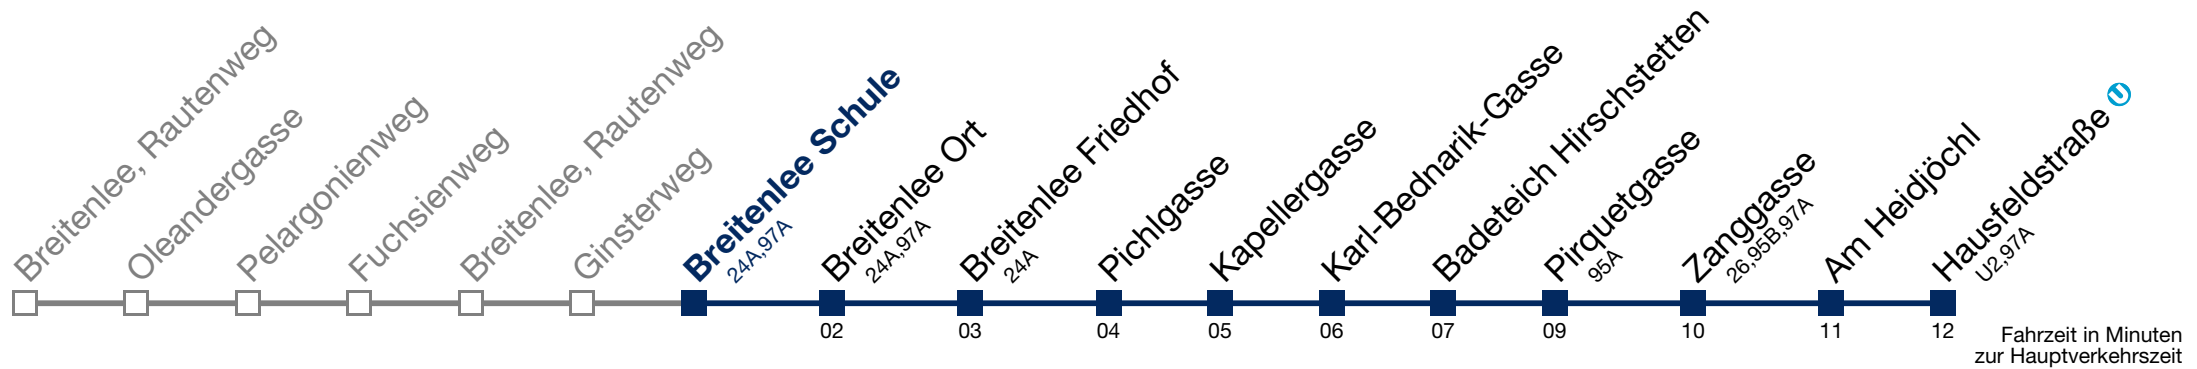 Breitenlee, Rautenweg
Oleandergasse
Pelargonienweg
Fuchsienweg
Breitenlee, Rautenweg
Ginsterweg
Breitenlee Schule
24A,97A
Breitenlee Ort
24A,97A
02
Breitenlee Friedhof
24A
03
Pichlgasse
04
Kapellergasse
05
Karl-Bednarik-Gasse
06
Badeteich Hirschstetten
07
Pirquetgasse
95A
09
Zanggasse
26,95B,97A
10
Am Heidjöchl
11
Hausfeldstraße U
U2,97A
12
Fahrzeit in Minuten
zur Hauptverkehrszeit